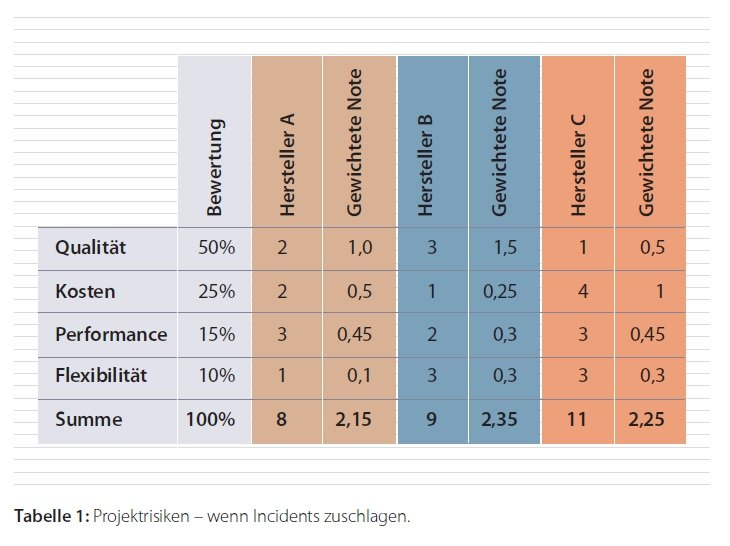 Bewertung Hersteller A Gewichtete Note Hersteller B Gewichtete Note Hersteller C Gewichtete Note
Qualität 50% 2 1,0 3 1,5 1 0,5
Kosten 25% 2 0,5 1 0,25 4 1
Performance 15% 3 0,45 2 0,3 3 0,45
Flexibilität 10% 1 0,1 3 0,3 3 0,3
Summe 100% 8 2,15 9 2,35 11 2,25
Tabelle 1: Projektrisiken – wenn Incidents zuschlagen.